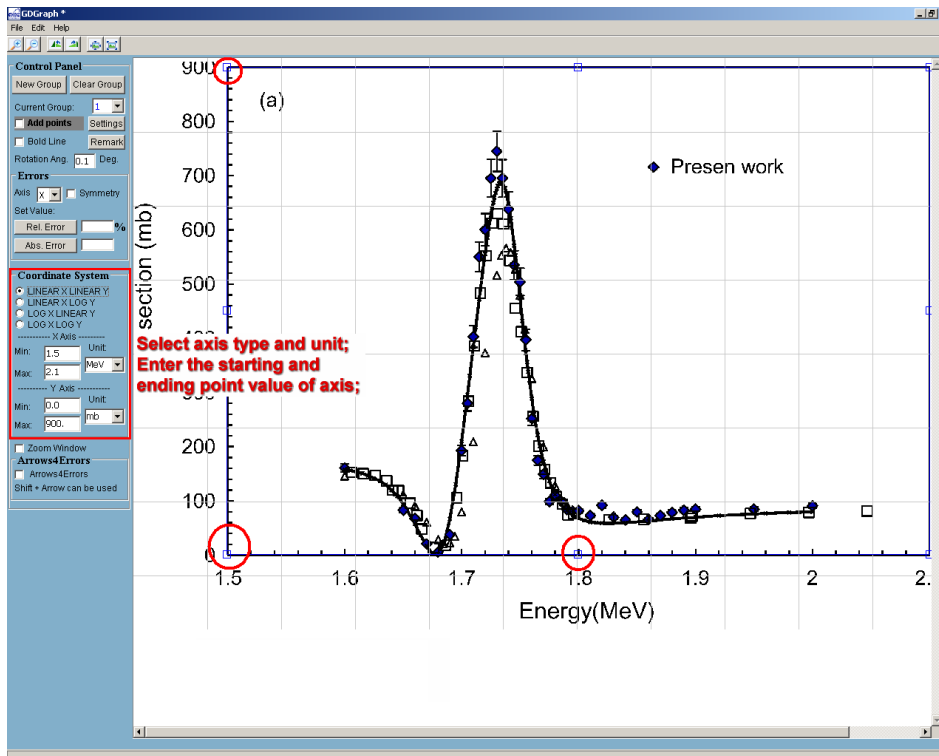 GDGraph *
File Edit Help
Control Panel
New Group Clear Group
Current Group: 1
Add points Settings
Bold Line Remark
Rotation Ang. 0.1 Deg.
Errors
Axis X Symmetry
Set Value:
Rel. Error %
Abs. Error
Coordinate System
LINEAR X LINEAR Y
LINEAR X LOG Y
LOG X LINEAR Y
LOG X LOG Y
---------- X Axis ---------
Min: 1.5 Unit:
Max: 2.1 MeV
---------- Y Axis ----------
Min: 0.0 Unit:
Max: 900. mb
Zoom Window
Arrows4Errors
Arrows4Errors
Shift + Arrow can be used
900
(a)
800
Presen work
700
600
500
section (mb)
Select axis type and unit;
Enter the starting and
ending point value of axis;
200
100
0
1.5 1.6 1.7 1.8 1.9 2 2.
Energy(MeV)